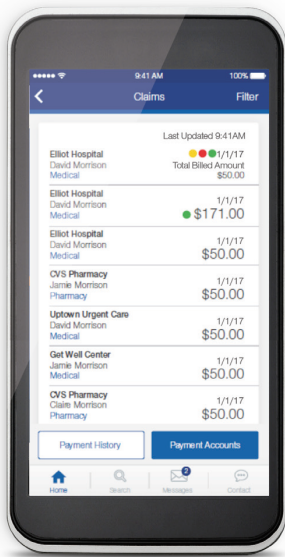 9:41 AM
100%
Claims
Filter
Last Updated 9:41AM
Elliot Hospital
1/1/17
David Morrison
Total Billed Amount
Medical
$50.00
Elliot Hospital
David Morrison
1/1/17
Medical
$171.00
Elliot Hospital
David Morrison
1/1/17
Medical
$50.00
CVS Pharmacy
Jamie Morrison
1/1/17
Pharmacy
$50.00
Uptown Urgent Care
David Morrison
1/1/17
Medical
$50.00
Get Well Center
Jamie Morrison
1/1/17
Medical
$50.00
CVS Pharmacy
Claire Morrison
1/1/17
Pharmacy
$50.00
Payment History
Payment Accounts
2
Home
Search
Messages
Contact